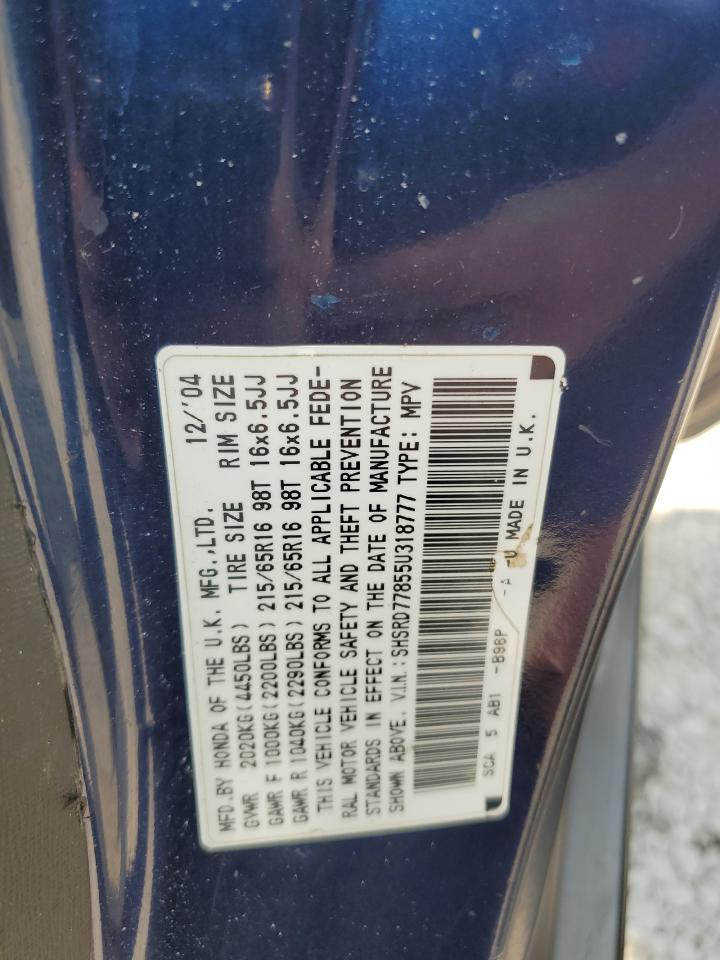 MFD.BY HONDA OF THE U.K. MFG.,LTD. 12/'04
GVWR 2020KG(4450LBS) TIRE SIZE RIM SIZE
GAWR F 1000KG(2200LBS) 215/65R16 98T 16x6.5JJ
GAWR R 1040KG(2290LBS) 215/65R16 98T 16x6.5JJ
THIS VEHICLE CONFORMS TO ALL APPLICABLE FEDE-
RAL MOTOR VEHICLE SAFETY AND THEFT PREVENTION
STANDARDS IN EFFECT ON THE DATE OF MANUFACTURE
SHOWN ABOVE. V.I.N.: SHSRD77855U318777 TYPE: MPV
SCA 5 AB1 -B96P -A MADE IN U.K.